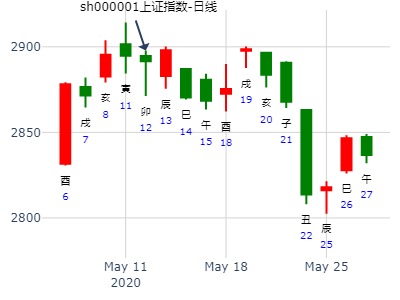 sh000001上证指数-日线
2900
2850
2800
酉
6
戌
7
亥
8
寅
11
卯
12
辰
13
巳
14
午
15
酉
18
戌
19
亥
20
子
21
丑
22
辰
25
巳
26
午
27
May 11
2020
May 18
May 25